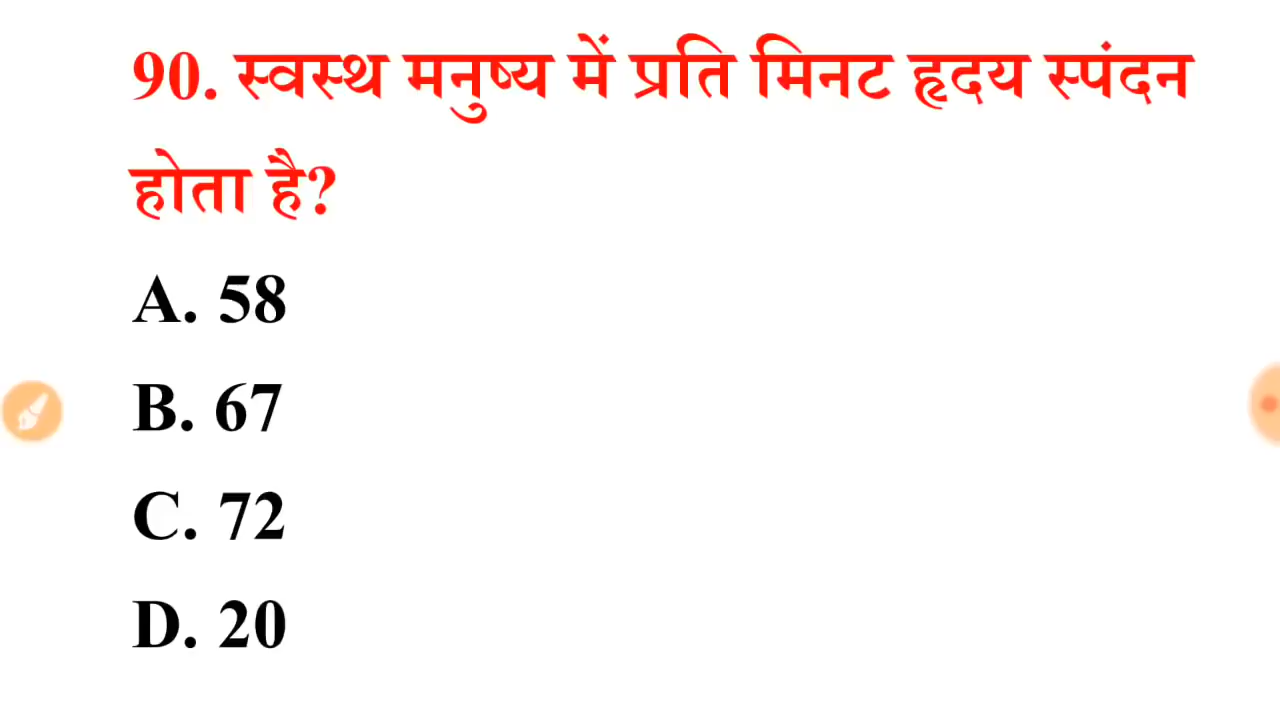 90. स्वस्थ मनुष्य में प्रति मिनट हृदय स्पंदन
होता है?
A. 58
B. 67
C. 72
D. 20